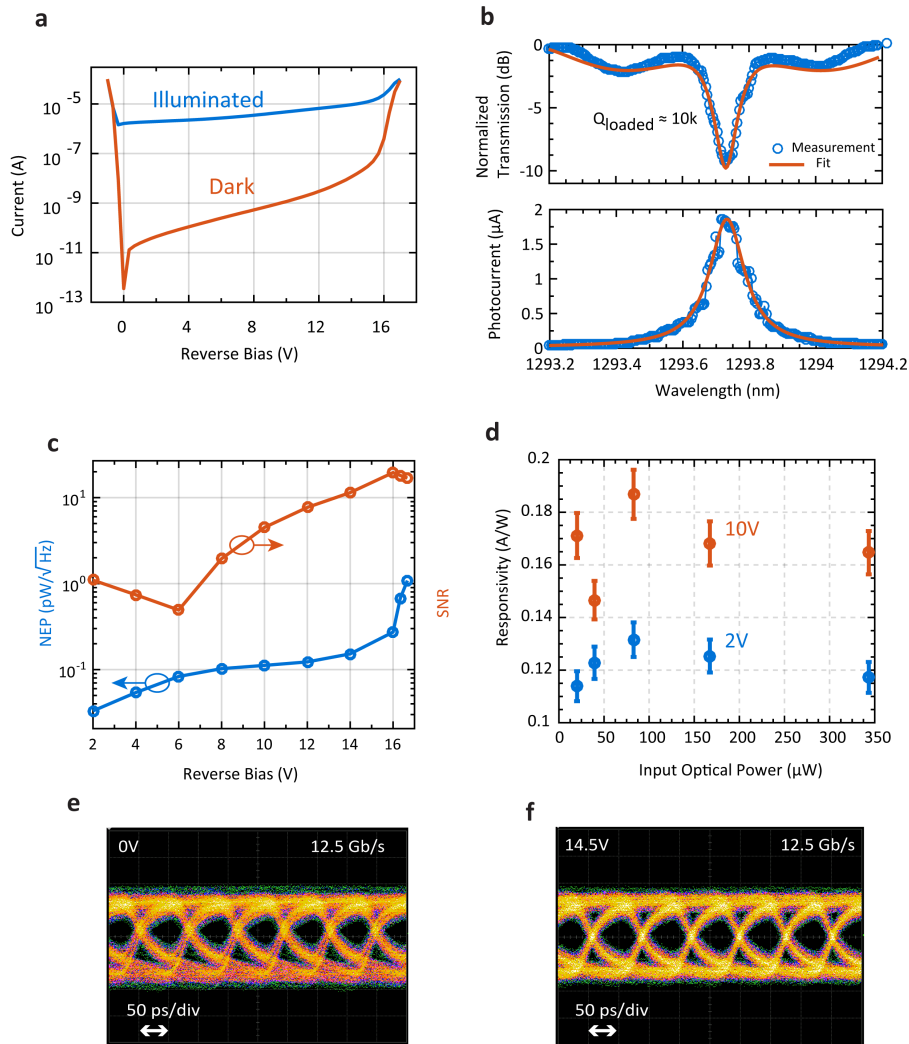 a
Current (A)
10 -5
10 -7
10 -9
10 -11
10 -13
Illuminated
Dark
0 4 8 12 16
Reverse Bias (V)
b
Normalized
Transmission (dB)
0
-5
-10
Qloaded ≈ 10k
Measurement
Fit
Photocurrent (µA)
2
1.5
1
0.5
0
1293.2 1293.4 1293.6 1293.8 1294 1294.2
Wavelength (nm)
c
NEP (pW/√Hz)
10 1
10 0
10 -1
SNR
2 4 6 8 10 12 14 16
Reverse Bias (V)
d
Responsivity (A/W)
0.2
0.18
0.16
0.14
0.12
0.1
10V
2V
0 50 100 150 200 250 300 350
Input Optical Power (µW)
e
0V 12.5 Gb/s
50 ps/div
f
14.5V 12.5 Gb/s
50 ps/div